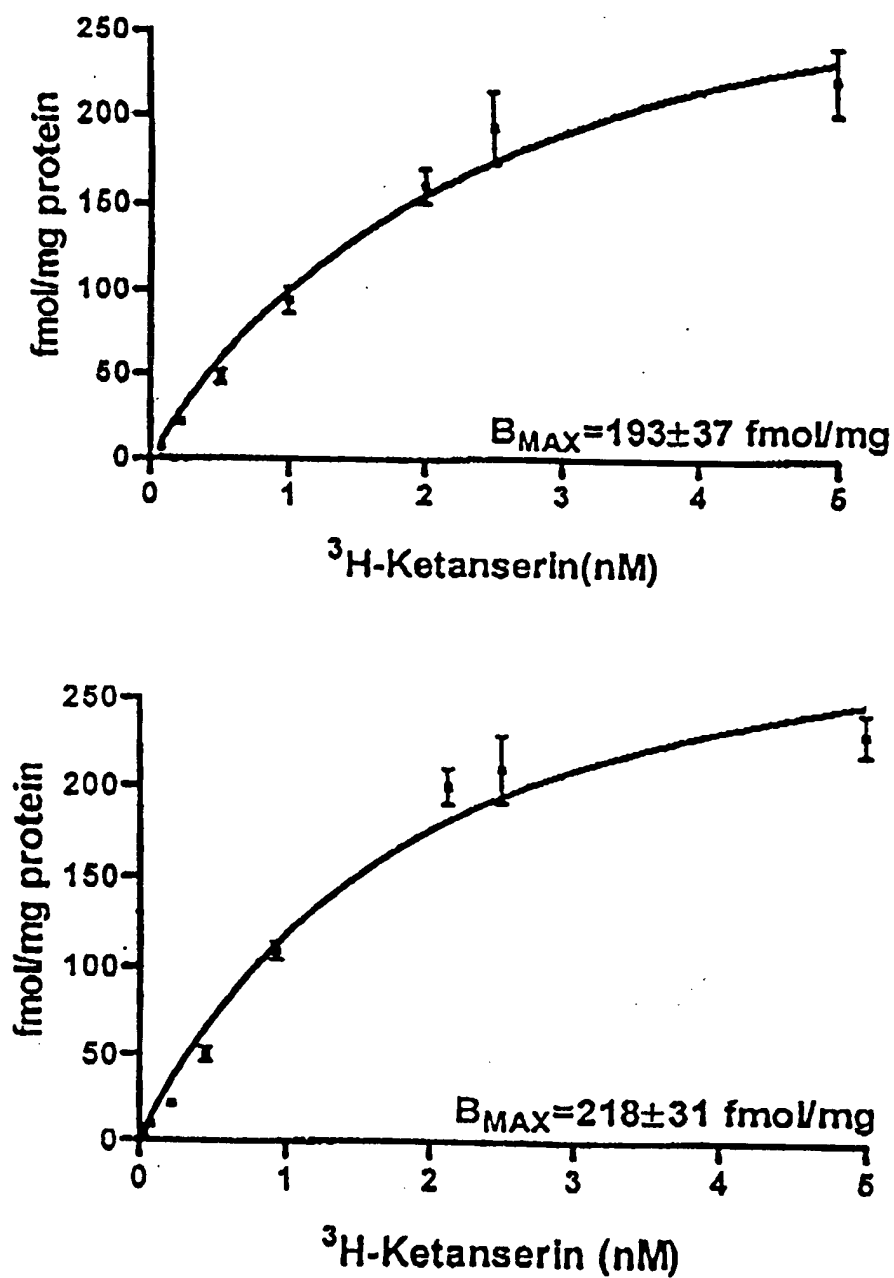 250
200
150
100
50
0
fmol/mg protein
B_MAX=193±37 fmol/mg
0 1 2 3 4 5
³H-Ketanserin(nM)
250
200
150
100
50
0
fmol/mg protein
B_MAX=218±31 fmol/mg
0 1 2 3 4 5
³H-Ketanserin (nM)